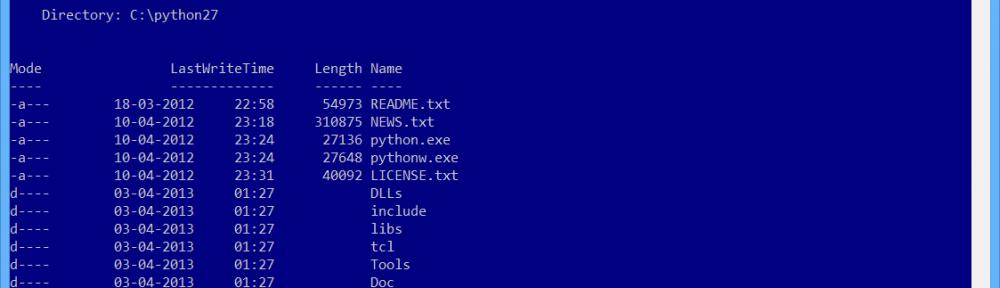 Directory: C:\python27
Mode                LastWriteTime     Length Name
----                -------------     ------ ----
-a---        18-03-2012     22:58      54973 README.txt
-a---        10-04-2012     23:18     310875 NEWS.txt
-a---        10-04-2012     23:24      27136 python.exe
-a---        10-04-2012     23:24      27648 pythonw.exe
-a---        10-04-2012     23:31      40092 LICENSE.txt
d----        03-04-2013     01:27            DLLs
d----        03-04-2013     01:27            include
d----        03-04-2013     01:27            libs
d----        03-04-2013     01:27            tcl
d----        03-04-2013     01:27            Tools
d----        03-04-2013     01:27            Doc